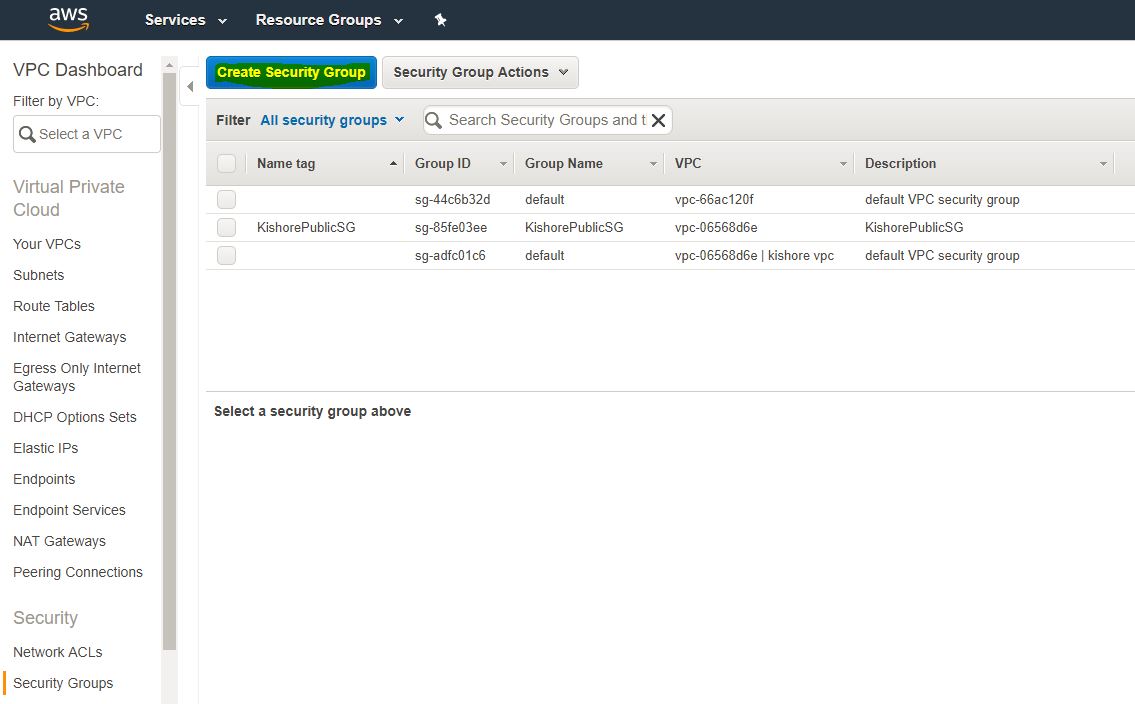 aws Services Resource Groups
VPC Dashboard
Filter by VPC:
Select a VPC
Virtual Private
Cloud
Your VPCs
Subnets
Route Tables
Internet Gateways
Egress Only Internet
Gateways
DHCP Options Sets
Elastic IPs
Endpoints
Endpoint Services
NAT Gateways
Peering Connections
Security
Network ACLs
Security Groups
Create Security Group Security Group Actions
Filter All security groups Search Security Groups and t
Name tag Group ID Group Name VPC Description
sg-44c6b32d default vpc-66ac120f default VPC security group
KishorePublicSG sg-85fe03ee KishorePublicSG vpc-06568d6e KishorePublicSG
sg-adfc01c6 default vpc-06568d6e | kishore vpc default VPC security group
Select a security group above